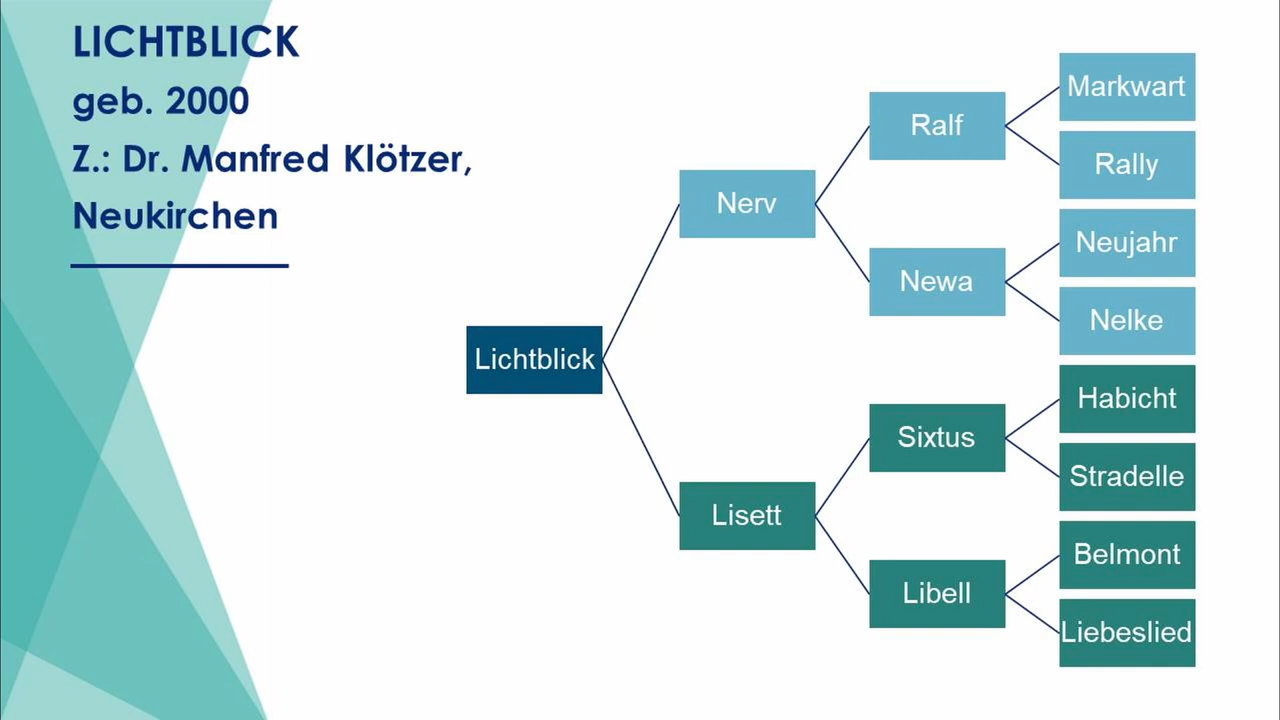 LICHTBLICK
geb. 2000
Z.: Dr. Manfred Klötzer,
Neukirchen
Lichtblick
Nerv
Lisett
Ralf
Newa
Sixtus
Libell
Markwart
Rally
Neujahr
Nelke
Habicht
Stradelle
Belmont
Liebeslied